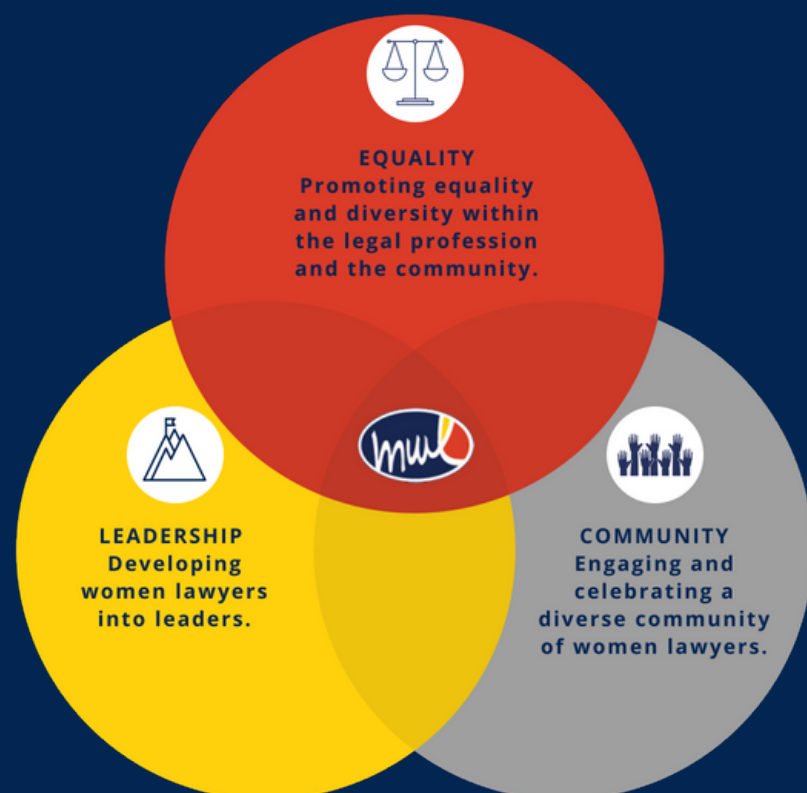 EQUALITY
Promoting equality
and diversity within
the legal profession
and the community.
mwl
LEADERSHIP
Developing
women lawyers
into leaders.
COMMUNITY
Engaging and
celebrating a
diverse community
of women lawyers.